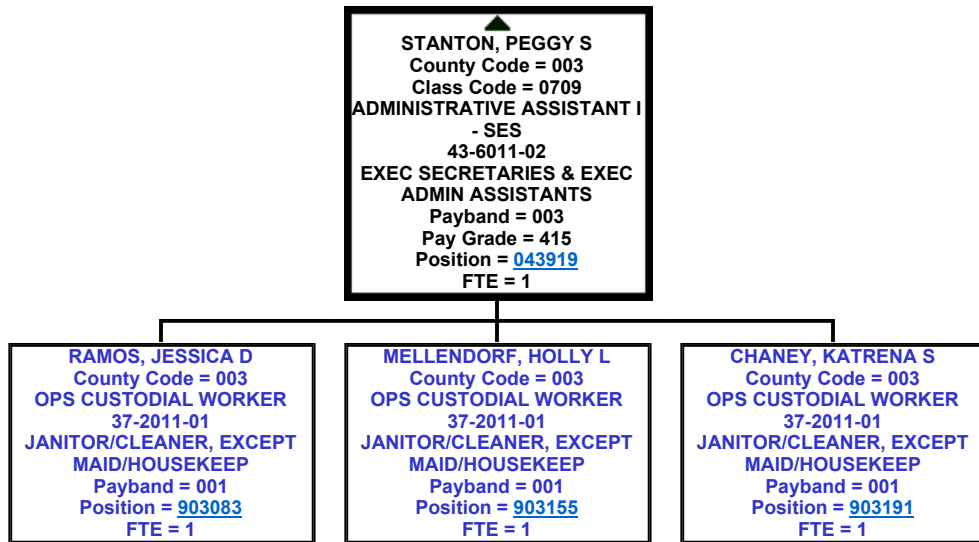 STANTON, PEGGY S
County Code = 003
Class Code = 0709
ADMINISTRATIVE ASSISTANT I
- SES
43-6011-02
EXEC SECRETARIES & EXEC
ADMIN ASSISTANTS
Payband = 003
Pay Grade = 415
Position = 043919
FTE = 1
RAMOS, JESSICA D
County Code = 003
OPS CUSTODIAL WORKER
37-2011-01
JANITOR/CLEANER, EXCEPT
MAID/HOUSEKEEP
Payband = 001
Position = 903083
FTE = 1
MELLENDORF, HOLLY L
County Code = 003
OPS CUSTODIAL WORKER
37-2011-01
JANITOR/CLEANER, EXCEPT
MAID/HOUSEKEEP
Payband = 001
Position = 903155
FTE = 1
CHANEY, KATRENA S
County Code = 003
OPS CUSTODIAL WORKER
37-2011-01
JANITOR/CLEANER, EXCEPT
MAID/HOUSEKEEP
Payband = 001
Position = 903191
FTE = 1